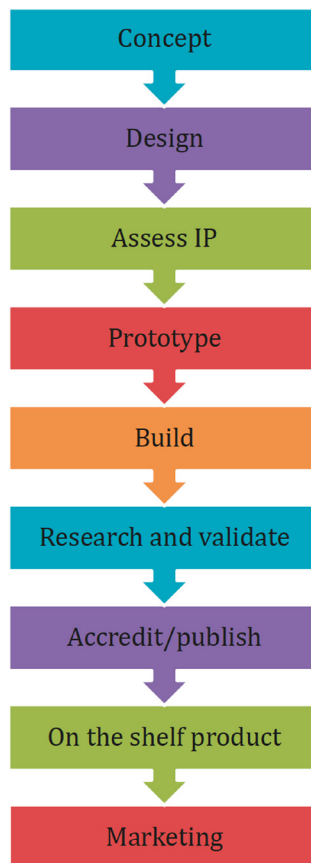 Concept
Design
Assess IP
Prototype
Build
Research and validate
Accredit/publish
On the shelf product
Marketing